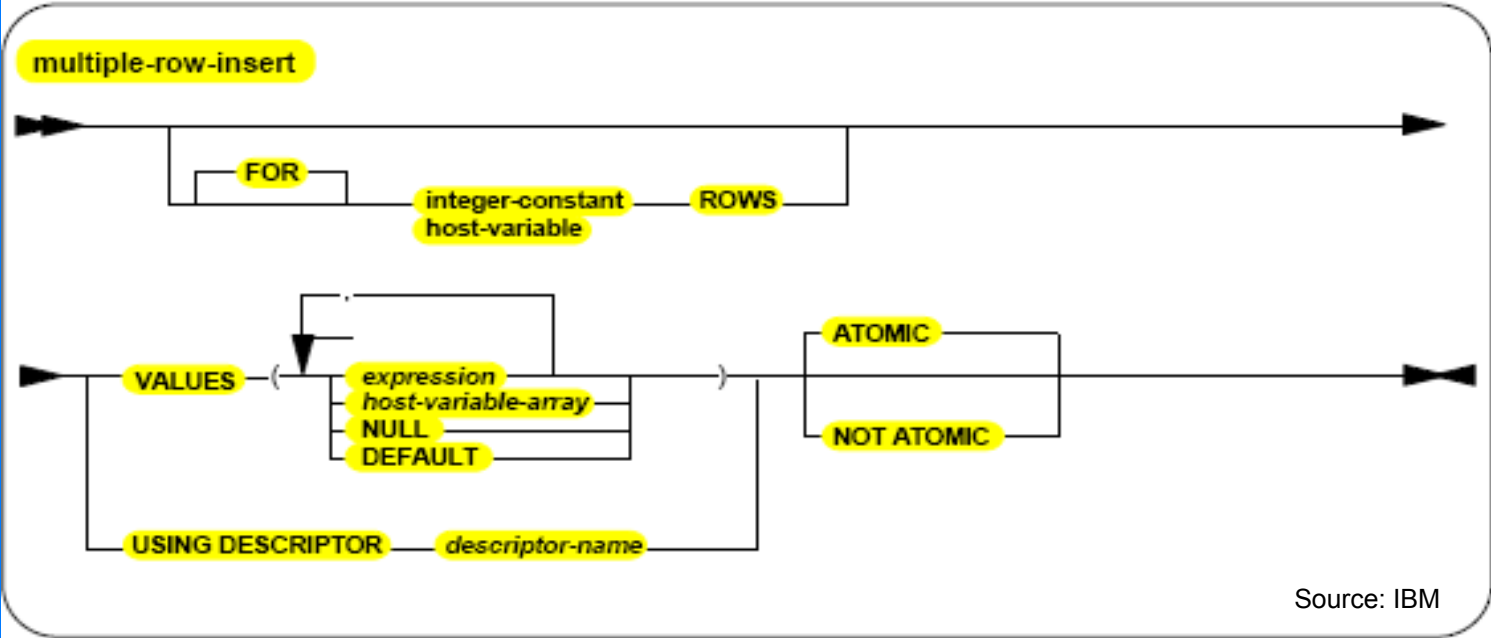 multiple-row-insert
FOR
integer-constant ROWS
host-variable
,
VALUES ( expression )
host-variable-array
NULL
DEFAULT
ATOMIC
NOT ATOMIC
USING DESCRIPTOR descriptor-name
Source: IBM